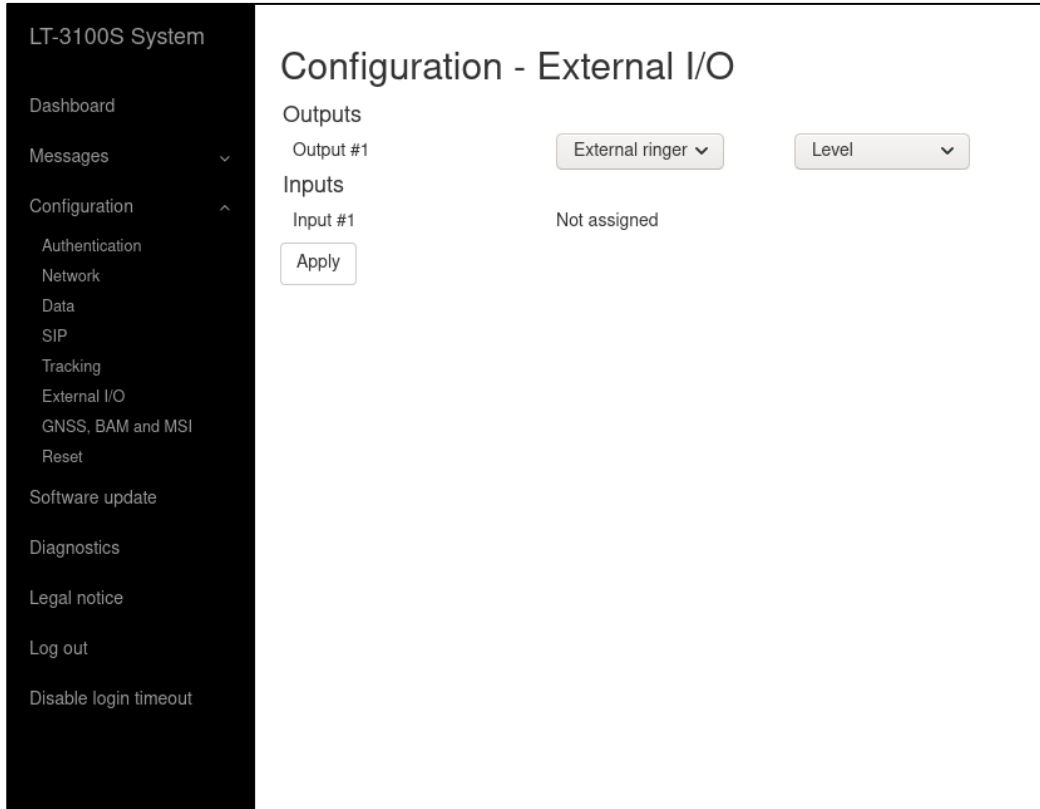 LT-3100S System
Dashboard
Messages
Configuration
Authentication
Network
Data
SIP
Tracking
External I/O
GNSS, BAM and MSI
Reset
Software update
Diagnostics
Legal notice
Log out
Disable login timeout
Configuration - External I/O
Outputs
Output #1 External ringer Level
Inputs
Input #1 Not assigned
Apply